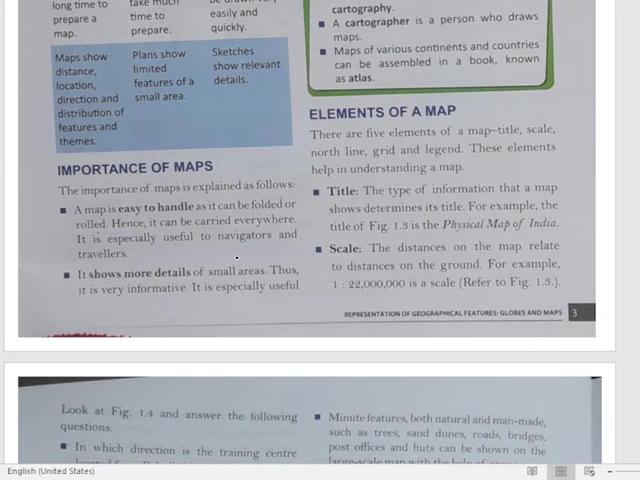 long time to
prepare a
map.
take much
time to
prepare.
easily and
quickly.
Maps show
distance,
location,
direction and
distribution of
features and
themes.
Plans show
limited
features of a
small area.
Sketches
show relevant
details.
IMPORTANCE OF MAPS
The importance of maps is explained as follows:
A map is easy to handle as it can be folded or
rolled. Hence, it can be carried everywhere.
It is especially useful to navigators and
travellers.
It shows more details of small areas. Thus,
it is very informative. It is especially useful
cartography.
A cartographer is a person who draws
maps.
Maps of various continents and countries
can be assembled in a book, known
as atlas.
ELEMENTS OF A MAP
There are five elements of a map–title, scale,
north line, grid and legend. These elements
help in understanding a map.
Title: The type of information that a map
shows determines its title. For example, the
title of Fig. 1.3 is the Physical Map of India.
Scale: The distances on the map relate
to distances on the ground. For example,
1 : 22,000,000 is a scale (Refer to Fig. 1.3.).
REPRESENTATION OF GEOGRAPHICAL FEATURES: GLOBES AND MAPS 3
Look at Fig. 1.4 and answer the following
questions:
In which direction is the training centre
Minute features, both natural and man-made,
such as trees, sand dunes, roads, bridges,
post offices and huts can be shown on the
large-scale map with the help of
English (United States)